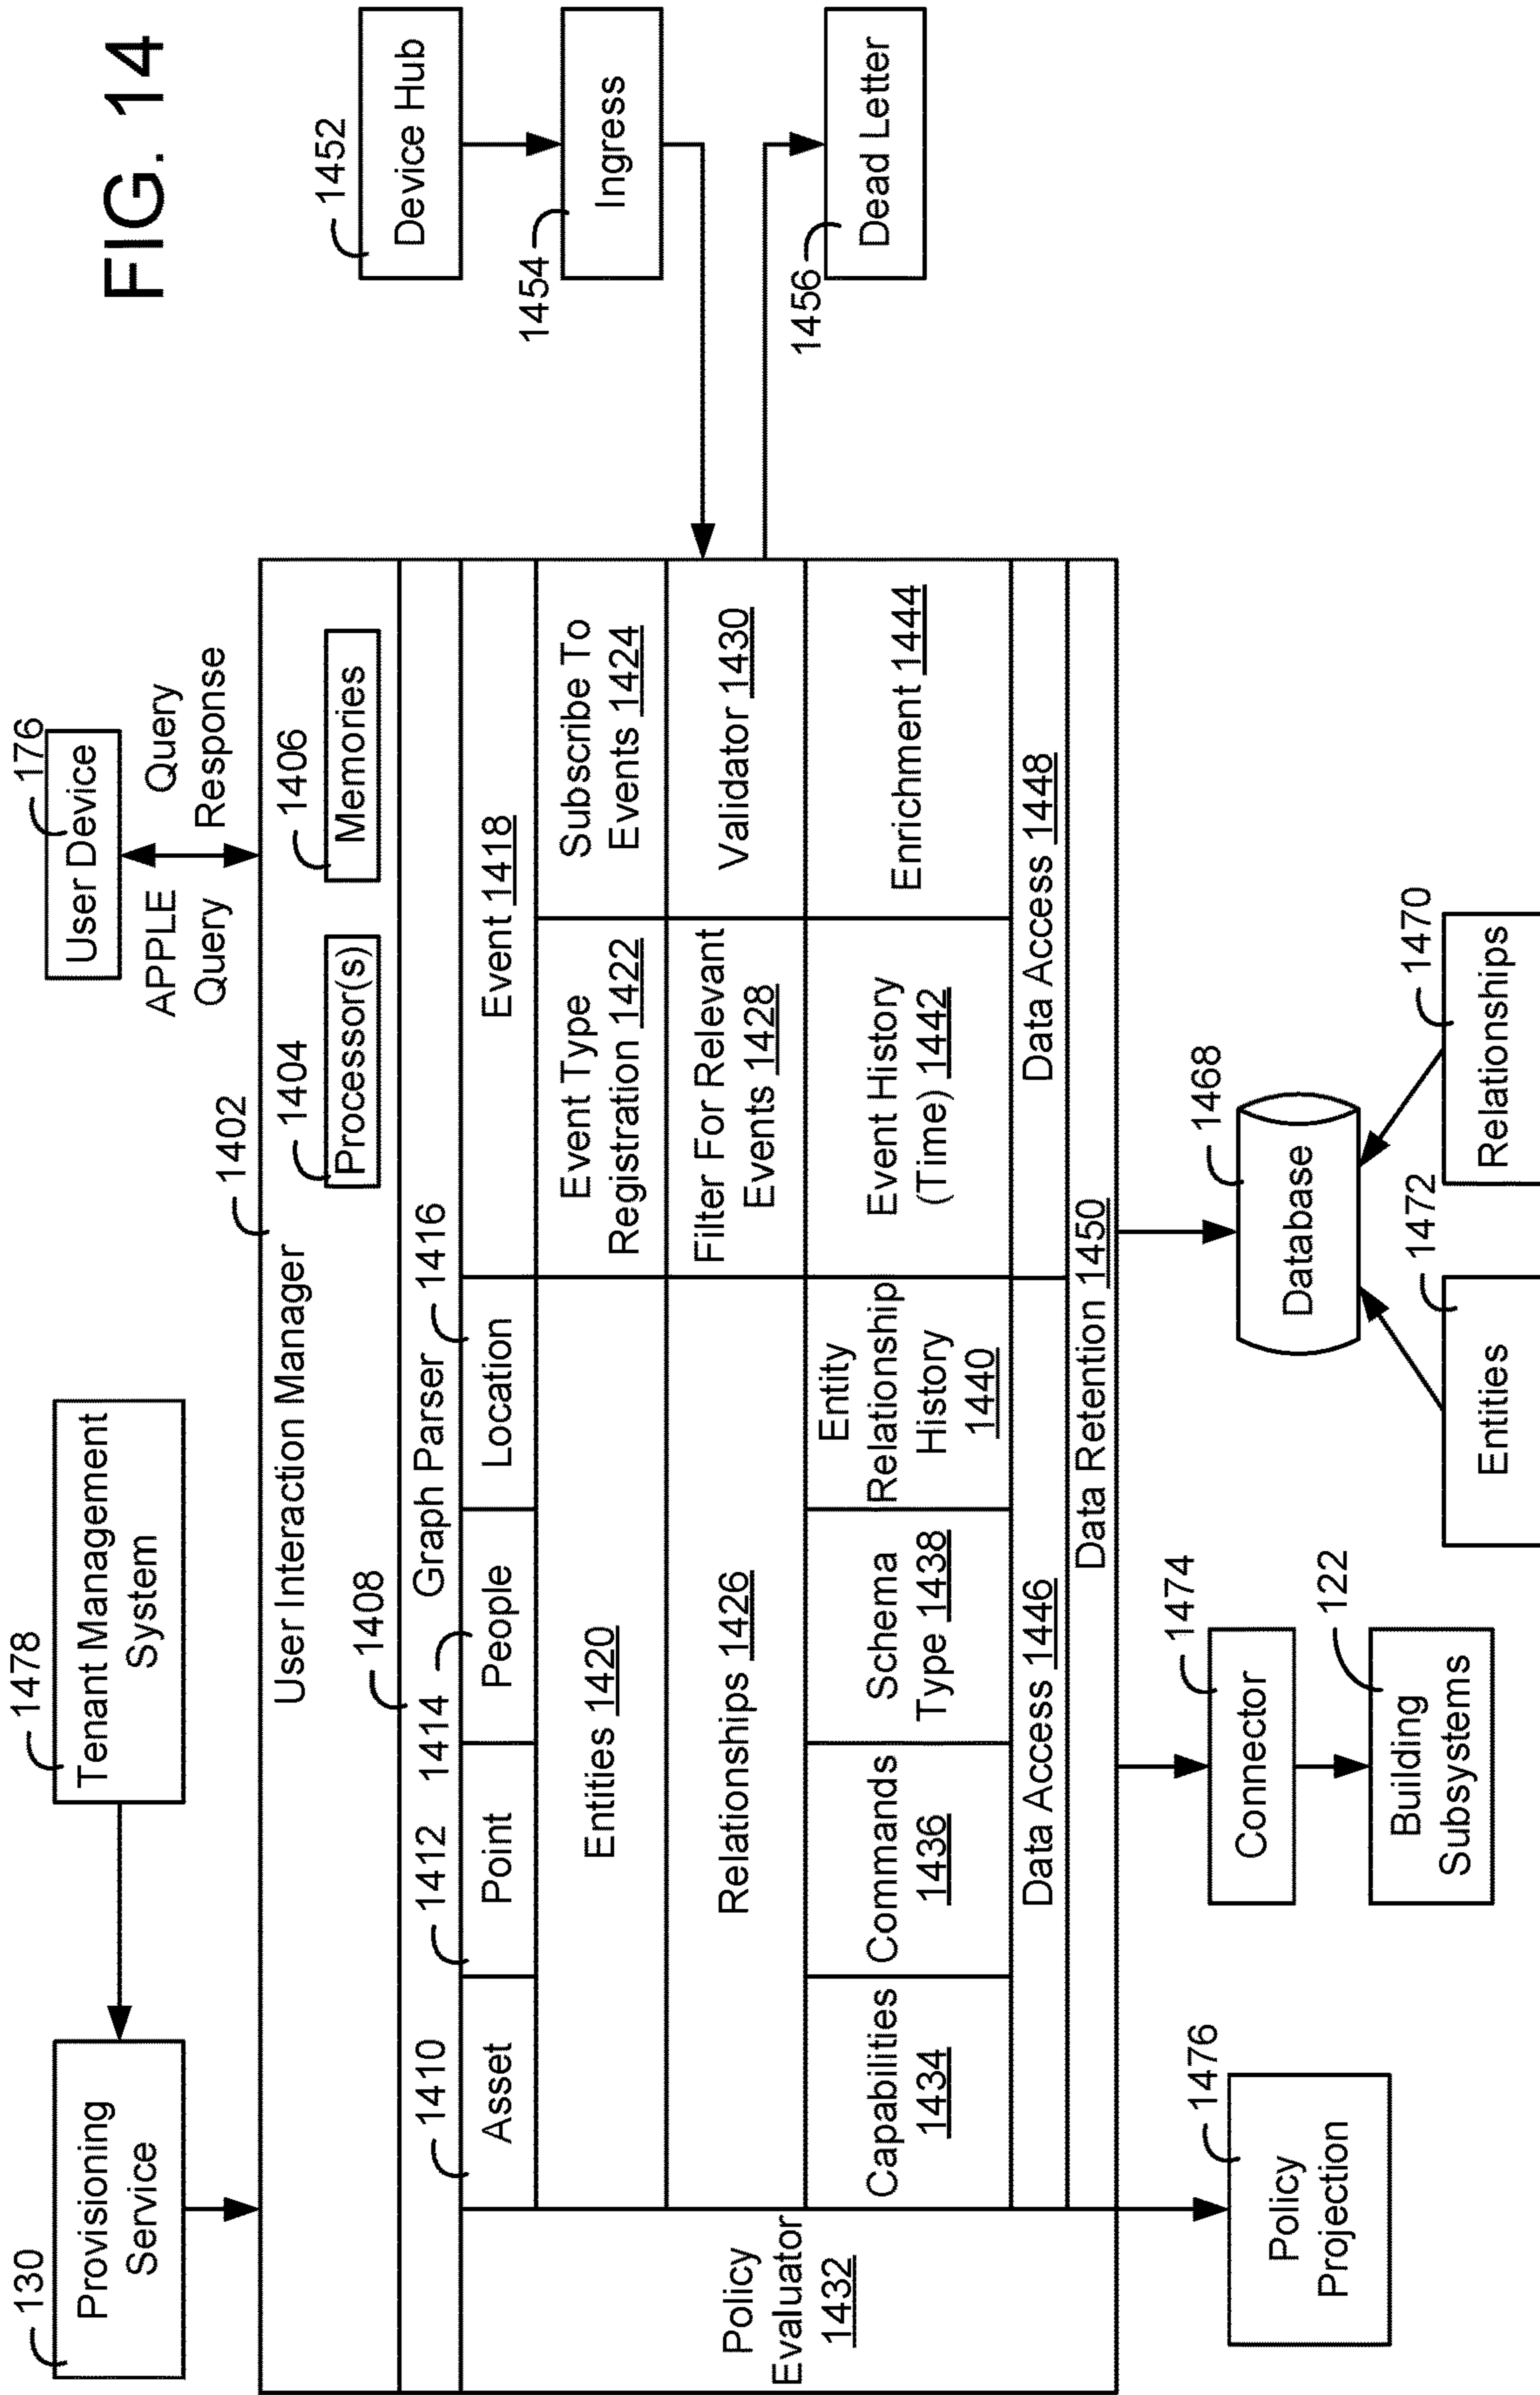 FIG. 14
130
Provisioning
Service
1478
Tenant Management
System
176
User Device
APPLE
Query
Query
Response
1402
User Interaction Manager
1404
Processor(s)
1406
Memories
1408
Graph Parser
1410
Asset
1412
Point
1414
People
1416
Location
Event 1418
Entities 1420
Event Type
Registration 1422
Subscribe To
Events 1424
Relationships 1426
Filter For Relevant
Events 1428
Validator 1430
Policy
Evaluator
1432
Capabilities
1434
Commands
1436
Schema
Type 1438
Entity
Relationship
History
1440
Event History
(Time) 1442
Enrichment 1444
Data Access 1446
Data Access 1448
Data Retention 1450
1452
Device Hub
1454
Ingress
1456
Dead Letter
1476
Policy
Projection
1474
Connector
122
Building
Subsystems
1468
Database
1472
Entities
1470
Relationships